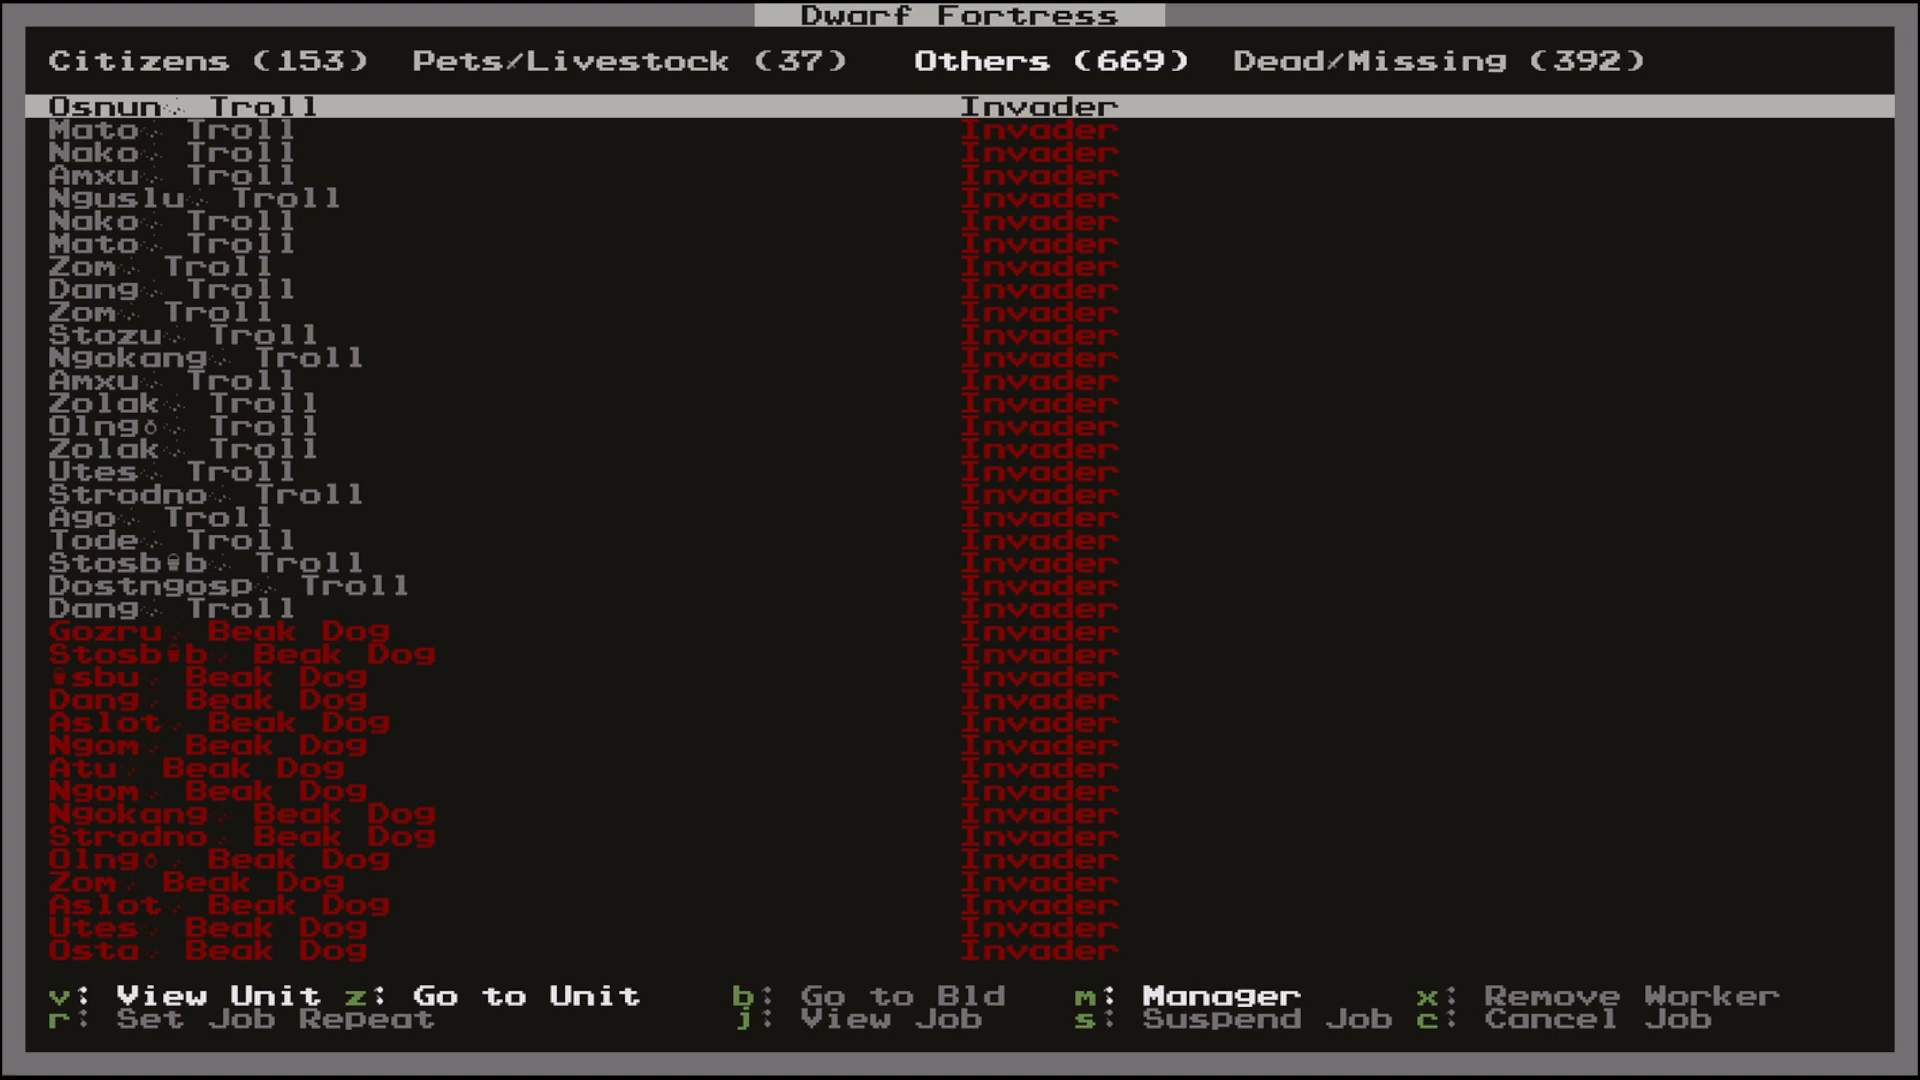 Dwarf Fortress
Citizens (153) Pets/Livestock (37) Others (669) Dead/Missing (392)
Osnun Troll Invader
Mato Troll Invader
Nako Troll Invader
Amxu Troll Invader
Nguslu Troll Invader
Nako Troll Invader
Mato Troll Invader
Zom Troll Invader
Dang Troll Invader
Zom Troll Invader
Stozu Troll Invader
Ngokang Troll Invader
Amxu Troll Invader
Zolak Troll Invader
Troll Invader
Zolak Troll Invader
Utes Troll Invader
Strodno Troll Invader
Ago Troll Invader
Tode Troll Invader
Troll Invader
Dostngosp Troll Invader
Dang Troll Invader
Gozru Beak Dog Invader
Beak Dog Invader
Beak Dog Invader
Dang Beak Dog Invader
Aslot Beak Dog Invader
Ngom Beak Dog Invader
Atu Beak Dog Invader
Ngom Beak Dog Invader
Ngokang Beak Dog Invader
Strodno Beak Dog Invader
Beak Dog Invader
Zom Beak Dog Invader
Aslot Beak Dog Invader
Utes Beak Dog Invader
Osta Beak Dog Invader
v: View Unit z: Go to Unit b: Go to Bld m: Manager x: Remove Worker
r: Set Job Repeat j: View Job s: Suspend Job c: Cancel Job